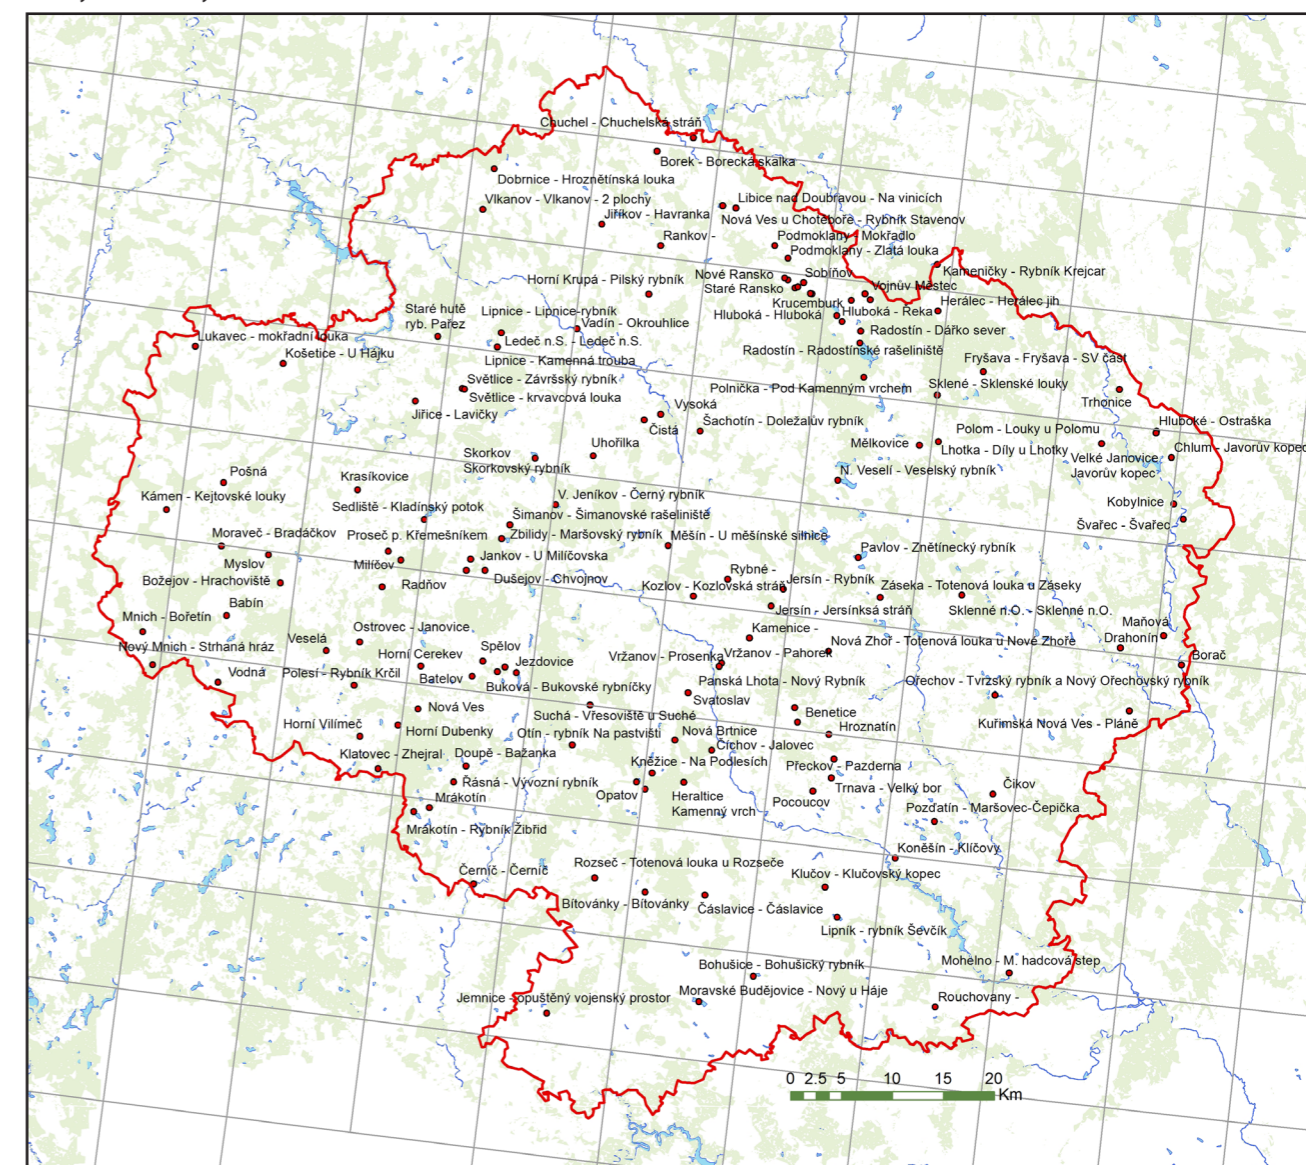 Chuchel - Chuchelská stráň
Borek - Borecká skalka
Dobrnice - Hroznětínská louka
Vlkanov - Vlkanov - 2 plochy
Libice nad Doubravou - Na vinicích
Jiříkov - Havranka
Nová Ves u Chotěboře - Rybník Stavenov
Rankov -
Podmoklany - Mokřadlo
Podmoklany - Zlatá louka
Kameničky - Rybník Krejcar
Horní Krupá - Pilský rybník
Nové Ransko
Sobíňov
Staré Ransko
Vojnův Městec
Krucemburk
Herálec - Herálec jih
Staré hutě
ryb. Pařez
Lipnice - Lipnice-rybník
Hluboká - Hluboká
Hluboká - Reka
Vadín - Okrouhlice
Radostín - Dářko sever
Lukavec - mokřadní louka
Ledeč n.S. - Ledeč n.S.
Košetice - U Hájku
Radostín - Radostínské rašeliniště
Lipnice - Kamenná trouba
Fryšava - Fryšava - SV část
Světlice - Závršský rybník
Polnička - Pod Kamenným vrchem
Sklené - Sklenské louky
Světlice - krvavcová louka
Trhonice
Jiřice - Lavičky
Vysoká
Čistá
Šachotín - Doležalův rybník
Hluboké - Ostraška
Polom - Louky u Polomu
Uhořilka
Mělkovice
Lhotka - Díly u Lhotky
Chlum - Javorův kopec
Skorkov
Skorkovský rybník
Velké Janovice
Javorův kopec
Pošná
Krasíkovice
N. Veselí - Veselský rybník
Kámen - Kejtovské louky
V. Jeníkov - Černý rybník
Kobylnice
Sedliště - Kladínský potok
Šimanov - Šimanovské rašeliniště
Švařec - Švařec
Moraveč - Bradáčkov
Proseč p. Křemešníkem
Zbilidy - Maršovský rybník
Měšín - U měšínské silnice
Pavlov - Znětínecký rybník
Jankov - U Milíčovska
Myslov
Milíčov
Rybné -
Božejov - Hrachoviště
Radňov
Dušejov - Chvojnov
Kozlov - Kozlovská stráň
Jersín - Rybník
Záseka - Totenová louka u Záseky
Babín
Jersín - Jersínksá stráň
Sklenné n.O. - Sklenné n.O.
Mnich - Bořetín
Ostrovec - Janovice
Kamenice -
Maňová
Drahonín
Veselá
Nový Mnich - Strhaná hráz
Spělov
Nová Zhoř - Totenová louka u Nové Zhoře
Horní Cerekev
Vržanov - Prosenka
Vržanov - Pahorek
Borač
Jezdovice
Vodná
Polesí - Rybník Krčil
Batelov
Panská Lhota - Nový Rybník
Ořechov - Tvrzský rybník a Nový Ořechovský rybník
Buková - Bukovské rybníčky
Svatoslav
Nová Ves
Suchá - Vřesoviště u Suché
Benetice
Horní Vilímeč
Horní Dubenky
Otín - rybník Na pastvišti
Nová Brtnice
Hroznatín
Kuřimská Nová Ves - Pláně
Klatovec - Zhejral
Doupě - Bažanka
Číchov - Jalovec
Kněžice - Na Podlesích
Přeckov - Pazderna
Řásná - Vývozní rybník
Čikov
Opatov
Heraltice
Kamenný vrch
Trnava - Velký bor
Mrákotín
Pocoucov
Pozďatín - Maršovec-Čepička
Mrákotín - Rybník Žibřid
Koněšín - Klíčovy
Černíč - Černíč
Rozseč - Totenová louka u Rozseče
Klučov - Klučovský kopec
Bítovánky - Bítovánky
Čáslavice - Čáslavice
Lipník - rybník Ševčík
Bohušice - Bohušický rybník
Mohelno - M. hadcová step
Moravské Budějovice - Nový u Háje
Jemnice - opuštěný vojenský prostor
Rouchovany -
0 2.5 5 10 15 20
Km